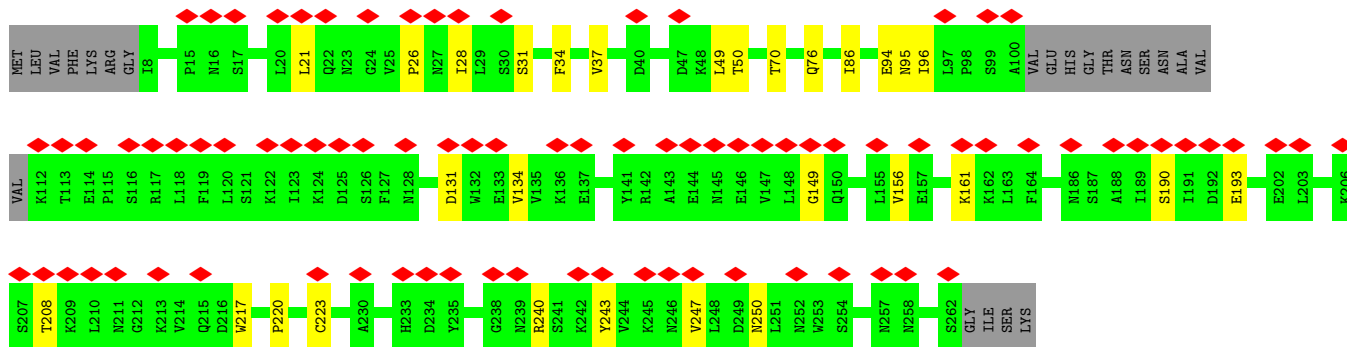 MET LEU VAL PHE LYS ARG GLY I8 P15 N16 S17 L20 L21 Q22 N23 G24 V25 P26 N27 I28 L29 S30 S31 F34 V37 D40 D47 K48 L49 T50 T70 Q76 I86 E94 N95 I96 L97 P98 S99 A100 VAL GLU HIS GLY THR ASN SER ASN ALA VAL
VAL K112 T113 E114 P115 S116 R117 L118 F119 L120 S121 K122 I123 K124 D125 S126 F127 N128 D131 W132 E133 V134 V135 K136 E137 Y141 R142 A143 E144 N145 E146 V147 L148 G149 Q150 L155 V156 E157 K161 K162 L163 F164 N186 S187 A188 I189 S190 I191 D192 E193 E202 L203 K206
S207 T208 K209 L210 N211 G212 K213 V214 Q215 D216 W217 P220 C223 A230 H233 D234 Y235 G238 N239 R240 S241 K242 Y243 V244 K245 N246 V247 L248 D249 N250 L251 N252 W253 S254 N257 N258 S262 GLY ILE SER LYS